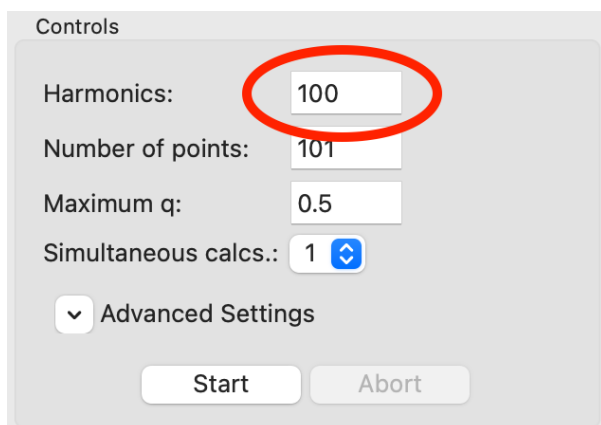 Controls
Harmonics: 100
Number of points: 101
Maximum q: 0.5
Simultaneous calcs.: 1
Advanced Settings
Start Abort